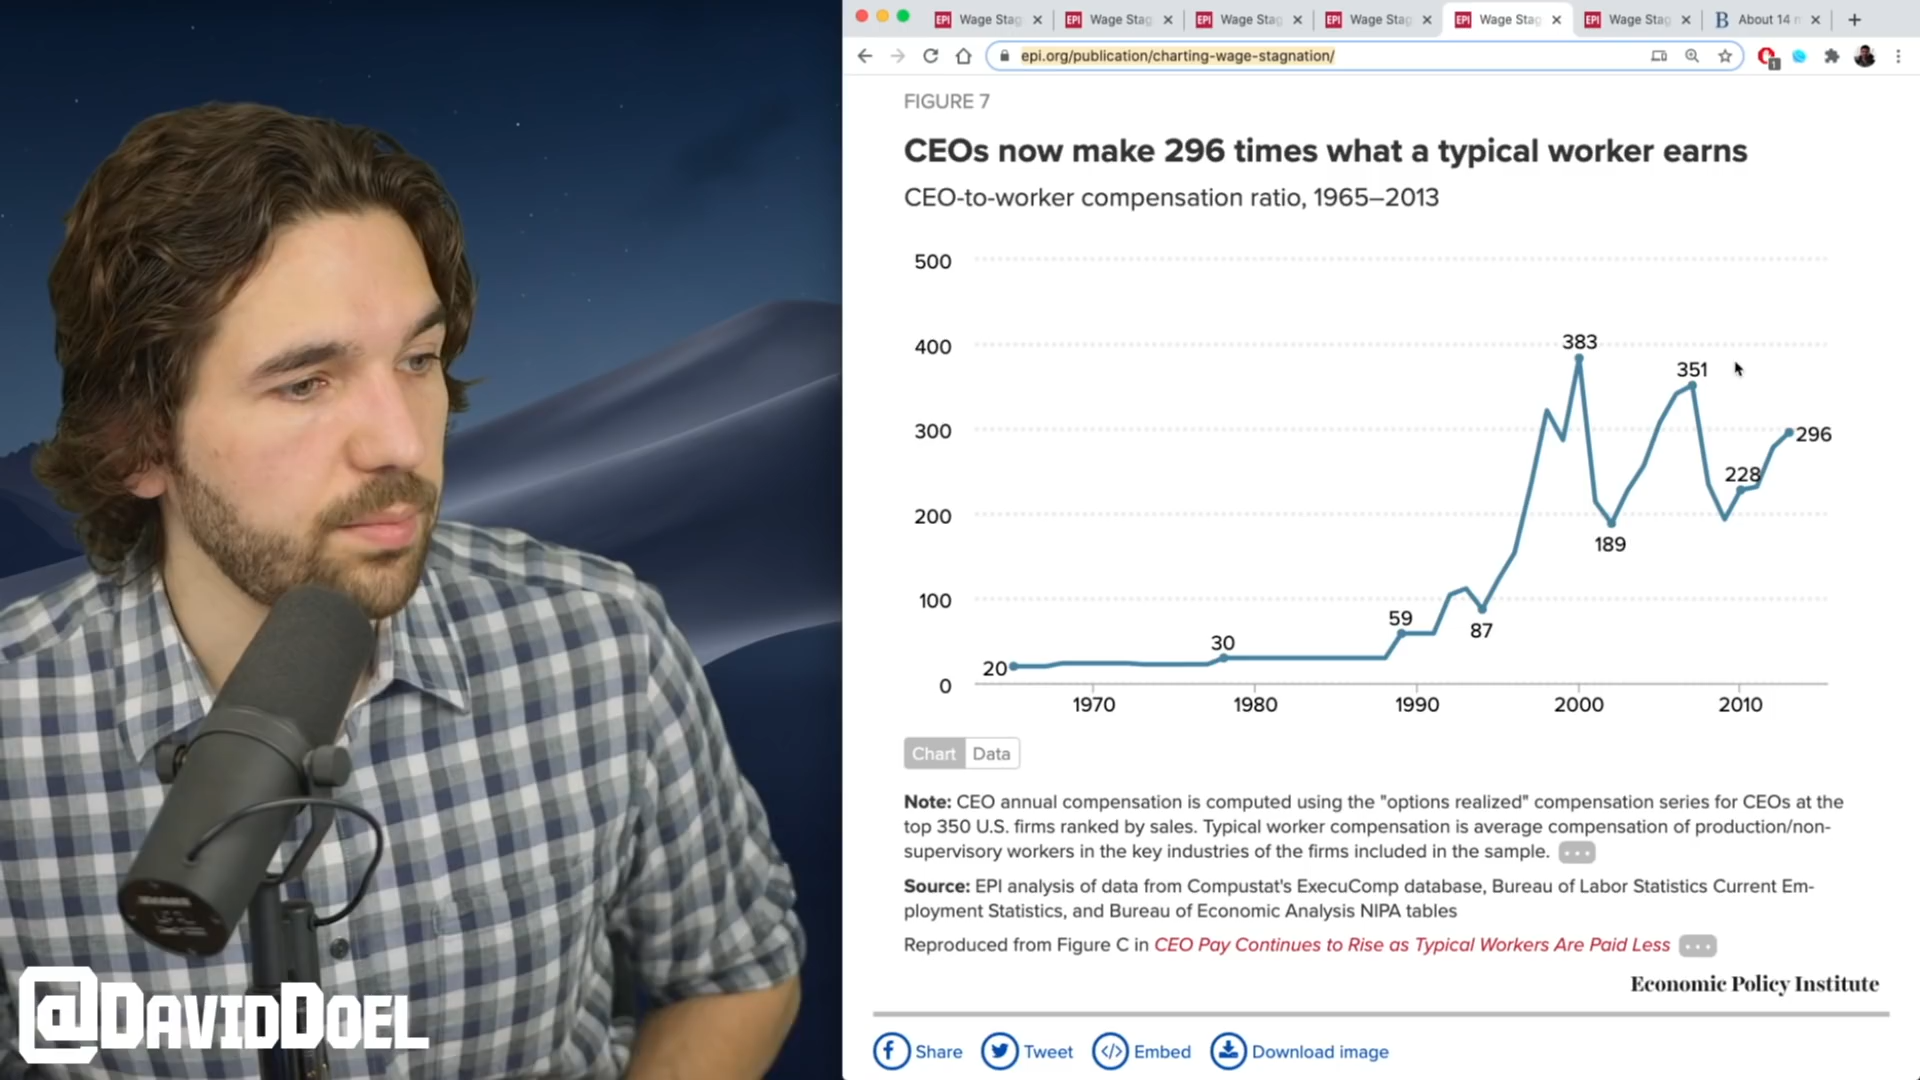 Wage Stag
Wage Stag
Wage Stag
Wage Stag
Wage Stag
Wage Stag
B About 14
epi.org/publication/charting-wage-stagnation/
FIGURE 7
CEOs now make 296 times what a typical worker earns
CEO-to-worker compensation ratio, 1965–2013
500
400
300
200
100
0
20
30
59
87
383
189
351
228
296
1970
1980
1990
2000
2010
Chart
Data
Note: CEO annual compensation is computed using the "options realized" compensation series for CEOs at the
top 350 U.S. firms ranked by sales. Typical worker compensation is average compensation of production/non-
supervisory workers in the key industries of the firms included in the sample.
Source: EPI analysis of data from Compustat's ExecuComp database, Bureau of Labor Statistics Current Em-
ployment Statistics, and Bureau of Economic Analysis NIPA tables
Reproduced from Figure C in CEO Pay Continues to Rise as Typical Workers Are Paid Less
Economic Policy Institute
Share
Tweet
Embed
Download image
@DAVIDDOEL